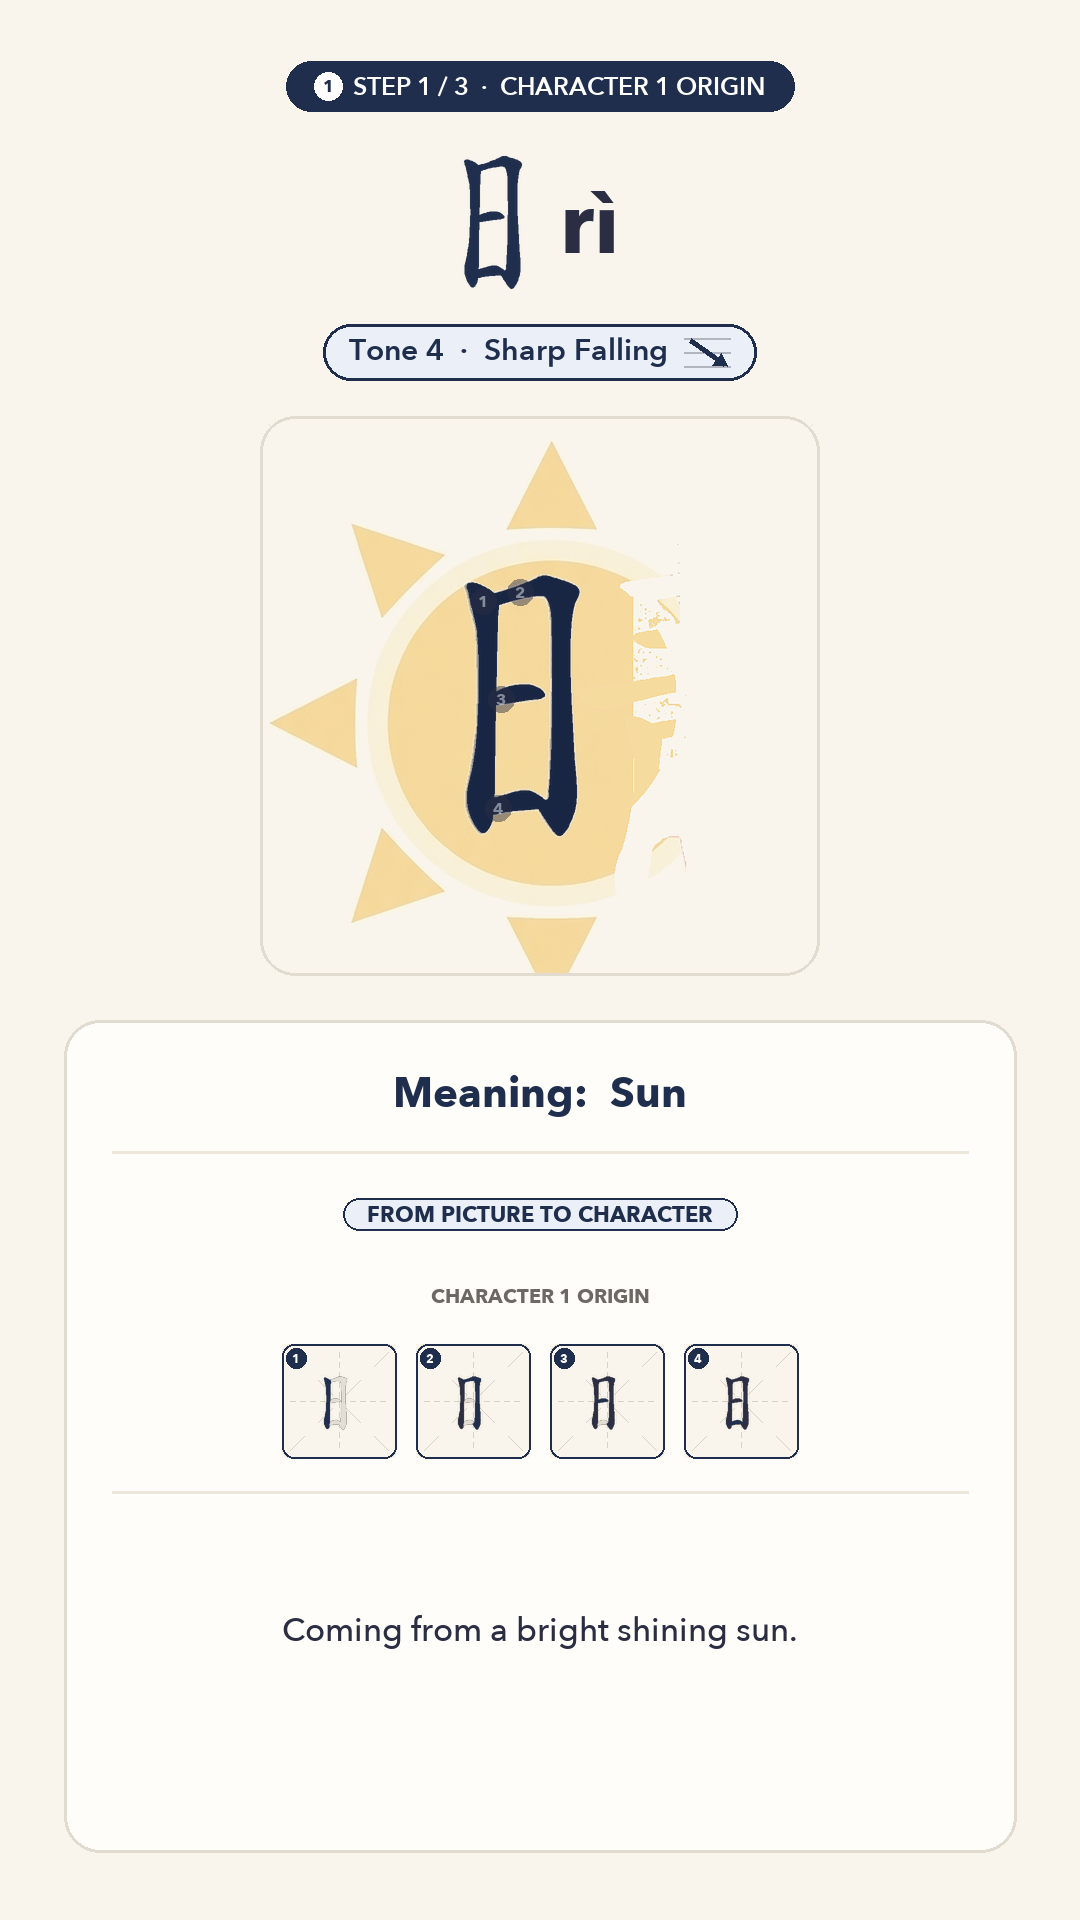 1 STEP 1 / 3 · CHARACTER 1 ORIGIN
日 rì
Tone 4 · Sharp Falling
日
1 2
3
4
Meaning: Sun
FROM PICTURE TO CHARACTER
CHARACTER 1 ORIGIN
1 2 3 4
Coming from a bright shining sun.